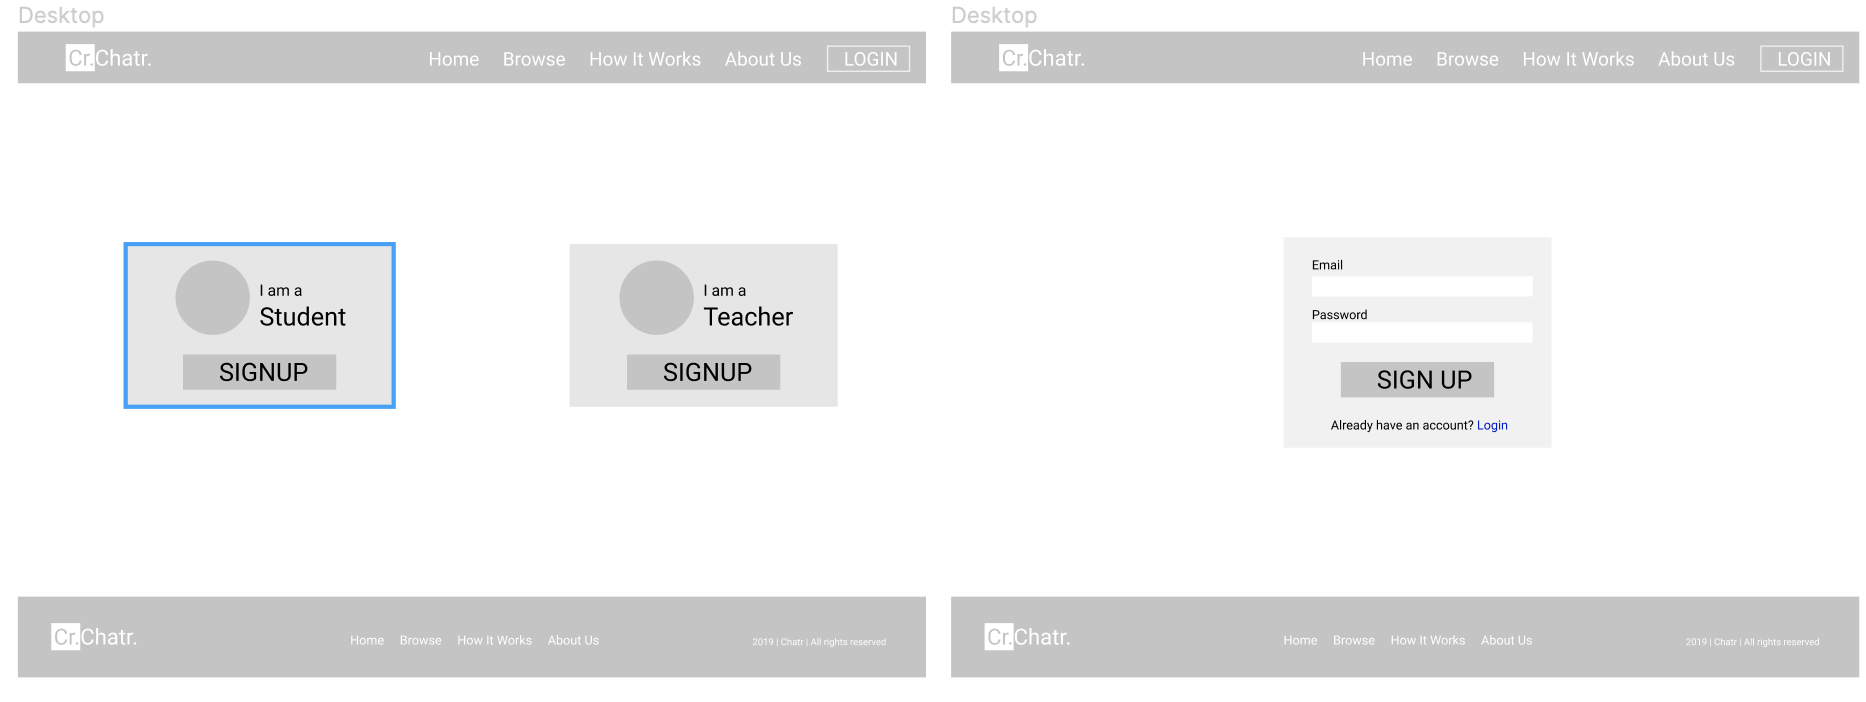 Desktop
Cr.Chatr. Home Browse How It Works About Us LOGIN
I am a
Student
SIGNUP
I am a
Teacher
SIGNUP
Cr.Chatr. Home Browse How It Works About Us 2019 | Chatr | All rights reserved
Desktop
Cr.Chatr. Home Browse How It Works About Us LOGIN
Email
Password
SIGN UP
Already have an account? Login
Cr.Chatr. Home Browse How It Works About Us 2019 | Chatr | All rights reserved